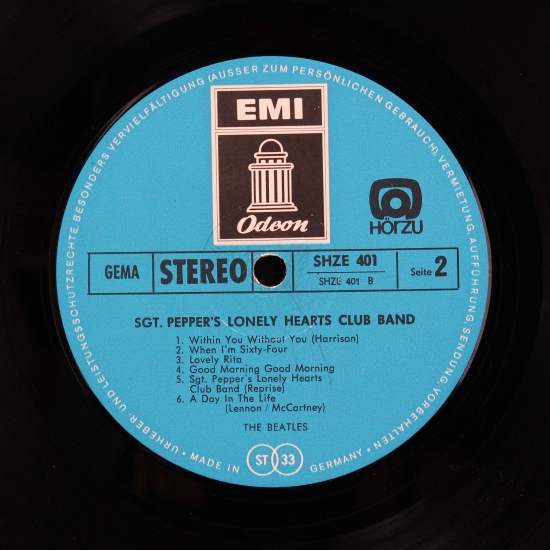 URHEBER- UND LEISTUNGSSCHUTZRECHTE, BESONDERS VERVIELFÄLTIGUNG (AUSSER ZUM PERSÖNLICHEN GEBRAUCH), VERMIETUNG, AUFFÜHRUNG, SENDUNG, VORBEHALTEN
EMI
Odeon
HÖRZU
GEMA
STEREO
SHZE 401
SHZE 401 B
Seite 2
SGT. PEPPER'S LONELY HEARTS CLUB BAND
1. Within You Without You (Harrison)
2. When I'm Sixty-Four
3. Lovely Rita
4. Good Morning Good Morning
5. Sgt. Pepper's Lonely Hearts
Club Band (Reprise)
6. A Day In The Life
(Lennon / McCartney)
THE BEATLES
• MADE IN
ST 33
GERMANY •